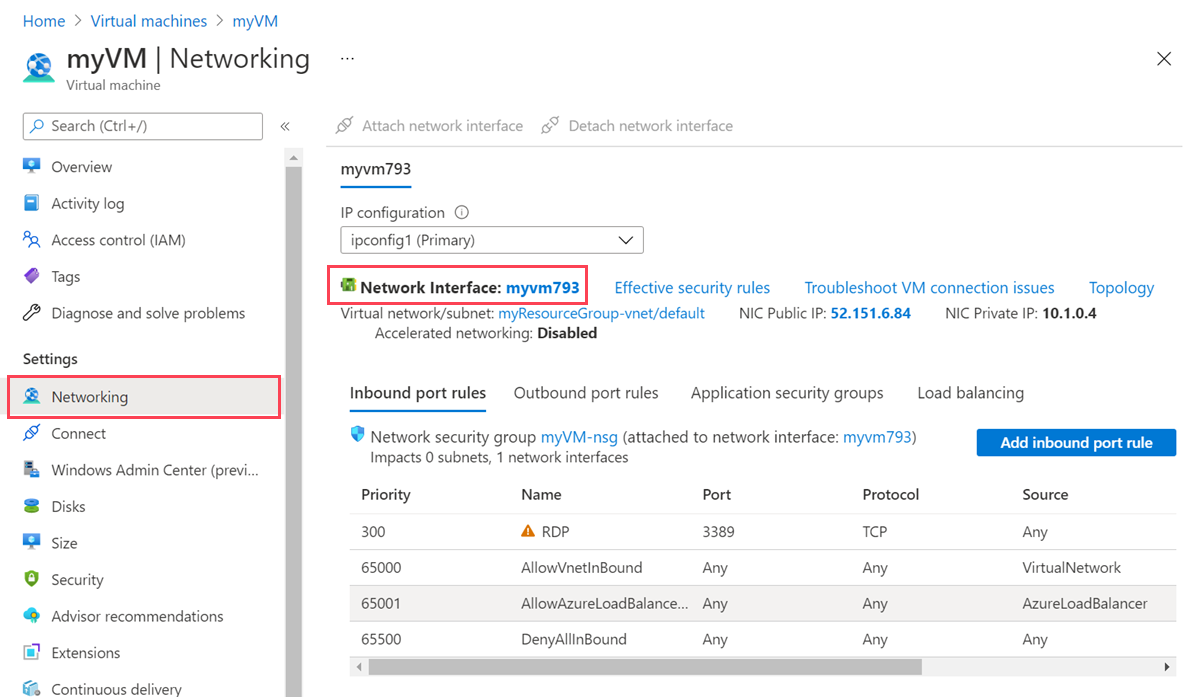 Home > Virtual machines > myVM
myVM | Networking ...
Virtual machine
Search (Ctrl+/) «
Overview
Activity log
Access control (IAM)
Tags
Diagnose and solve problems
Settings
Networking
Connect
Windows Admin Center (previ...
Disks
Size
Security
Advisor recommendations
Extensions
Continuous delivery
Attach network interface Detach network interface
myvm793
IP configuration
ipconfig1 (Primary)
Network Interface: myvm793 Effective security rules Troubleshoot VM connection issues Topology
Virtual network/subnet: myResourceGroup-vnet/default NIC Public IP: 52.151.6.84 NIC Private IP: 10.1.0.4
Accelerated networking: Disabled
Inbound port rules Outbound port rules Application security groups Load balancing
Network security group myVM-nsg (attached to network interface: myvm793)
Impacts 0 subnets, 1 network interfaces
Add inbound port rule
Priority Name Port Protocol Source
300 RDP 3389 TCP Any
65000 AllowVnetInBound Any Any VirtualNetwork
65001 AllowAzureLoadBalance... Any Any AzureLoadBalancer
65500 DenyAllInBound Any Any Any